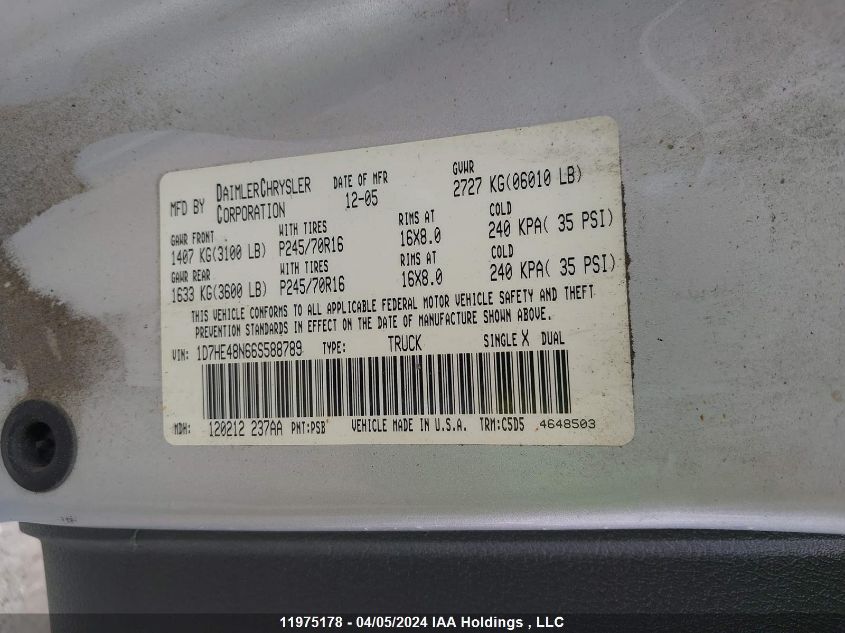 MFD BY DAIMLERCHRYSLER CORPORATION DATE OF MFR 12-05 GVWR 2727 KG(06010 LB)
GAWR FRONT WITH TIRES RIMS AT COLD
1407 KG(3100 LB) P245/70R16 16X8.0 240 KPA( 35 PSI)
GAWR REAR WITH TIRES RIMS AT COLD
1633 KG(3600 LB) P245/70R16 16X8.0 240 KPA( 35 PSI)
THIS VEHICLE CONFORMS TO ALL APPLICABLE FEDERAL MOTOR VEHICLE SAFETY AND THEFT
PREVENTION STANDARDS IN EFFECT ON THE DATE OF MANUFACTURE SHOWN ABOVE.
VIN: 1D7HE48N66S588789 TYPE: TRUCK SINGLE X DUAL
MDH: 120212 237AA PNT:PSB VEHICLE MADE IN U.S.A. TRM:C5D5 4648503
11975178 - 04/05/2024 IAA Holdings , LLC